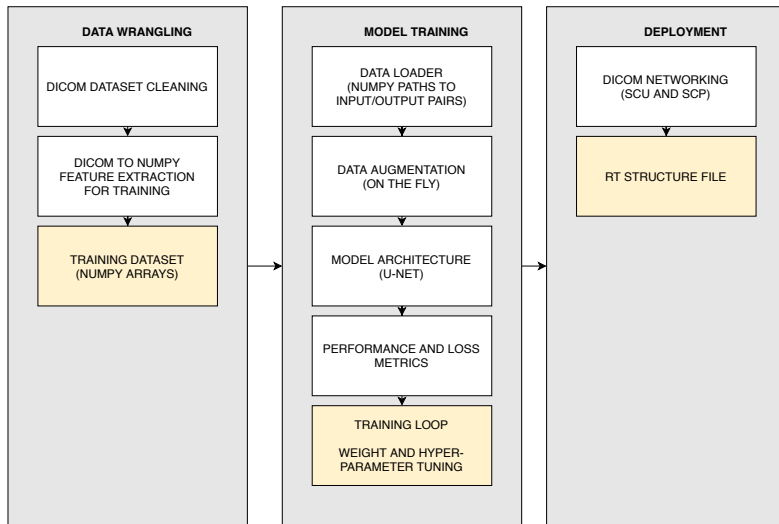 DATA WRANGLING
DICOM DATASET CLEANING
DICOM TO NUMPY
FEATURE EXTRACTION
FOR TRAINING
TRAINING DATASET
(NUMPY ARRAYS)
MODEL TRAINING
DATA LOADER
(NUMPY PATHS TO
INPUT/OUTPUT PAIRS)
DATA AUGMENTATION
(ON THE FLY)
MODEL ARCHITECTURE
(U-NET)
PERFORMANCE AND LOSS
METRICS
TRAINING LOOP
WEIGHT AND HYPER-
PARAMETER TUNING
DEPLOYMENT
DICOM NETWORKING
(SCU AND SCP)
RT STRUCTURE FILE